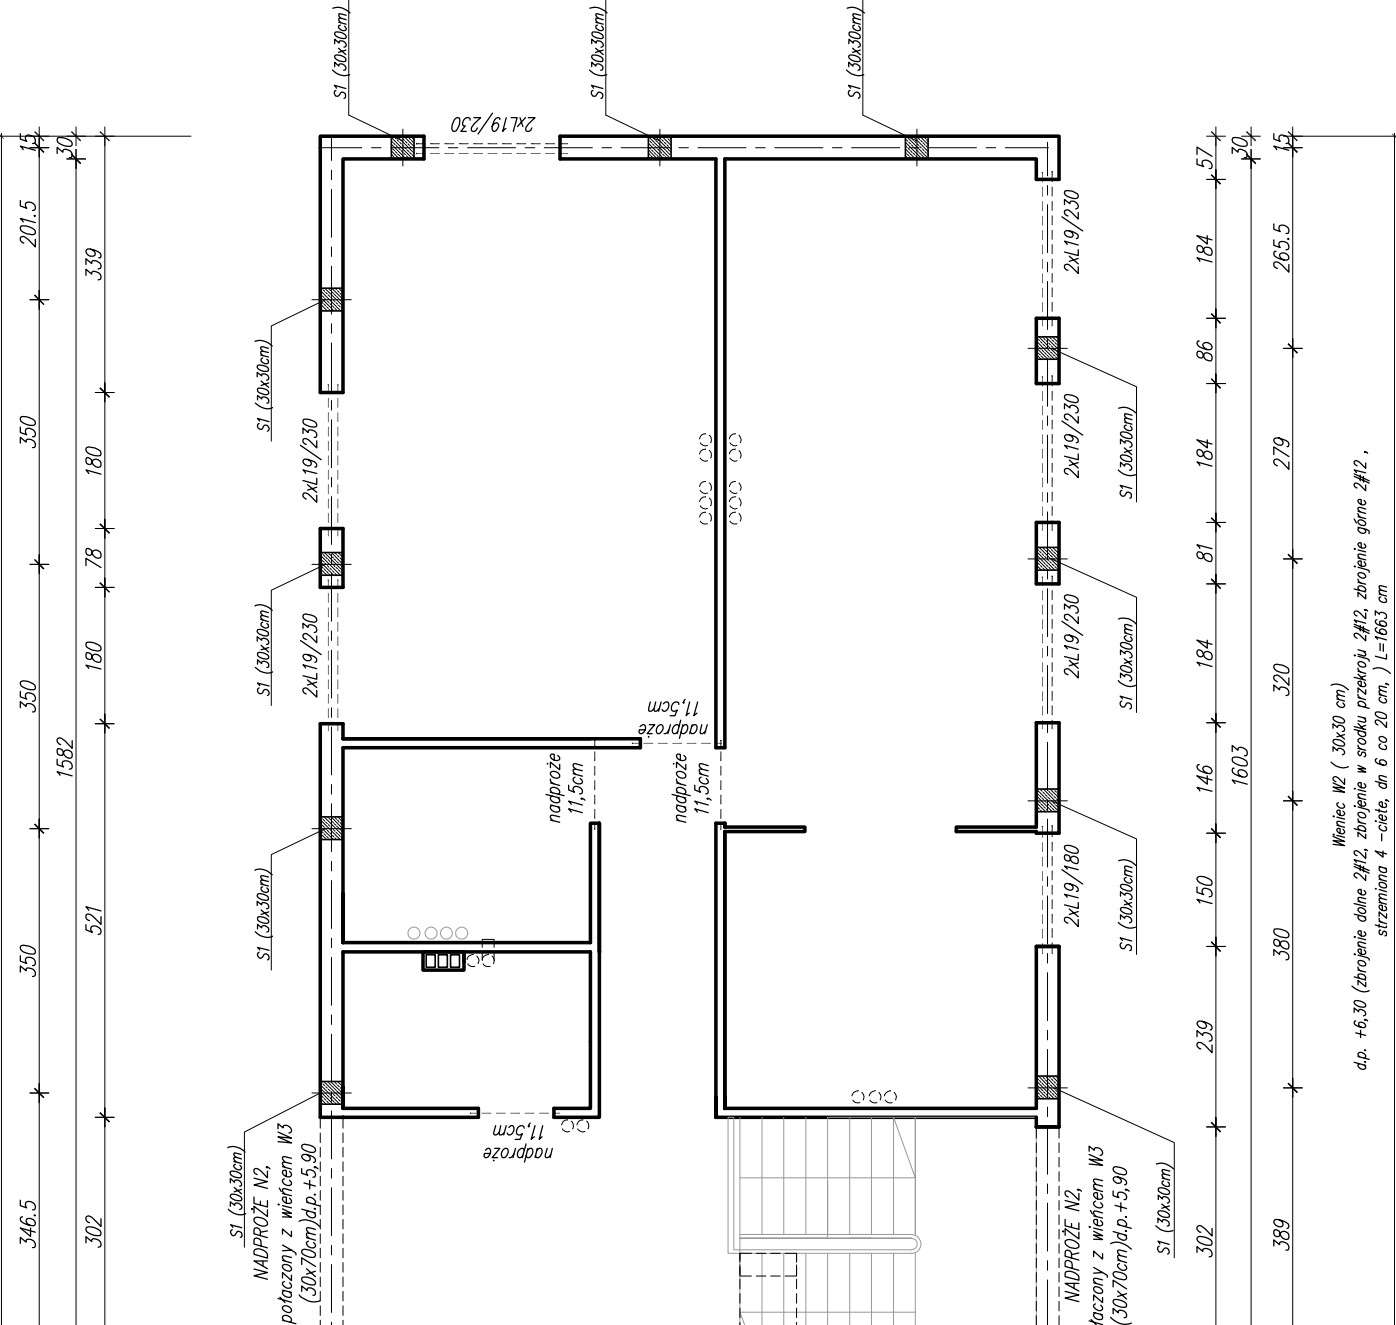 S1 (30x30cm)
S1 (30x30cm)
S1 (30x30cm)
2xL19/230
15
201.5
350
350
350
346.5
30
1582
339
180
78
180
521
302
S1 (30x30cm)
2xL19/230
S1 (30x30cm)
2xL19/230
S1 (30x30cm)
S1 (30x30cm)
NADPROŻE N2,
połaczony z wieńcem W3
(30x70cm)d.p.+5,90
nadproże
11,5cm
nadproże
11,5cm
nadproże
11,5cm
nadproże
11,5cm
2xL19/230
2xL19/230
2xL19/230
2xL19/180
S1 (30x30cm)
S1 (30x30cm)
S1 (30x30cm)
S1 (30x30cm)
NADPROŻE N2,
łaczony z wieńcem W3
(30x70cm)d.p.+5,90
57
184
86
184
81
184
146
150
239
302
30
1603
15
265.5
279
320
380
389
Wieniec W2 ( 30x30 cm)
d.p. +6,30 (zbrojenie dolne 2#12, zbrojenie w srodku przekroju 2#12, zbrojenie górne 2#12 ,
strzemiona 4 -ciete, dn 6 co 20 cm, ) L=1663 cm